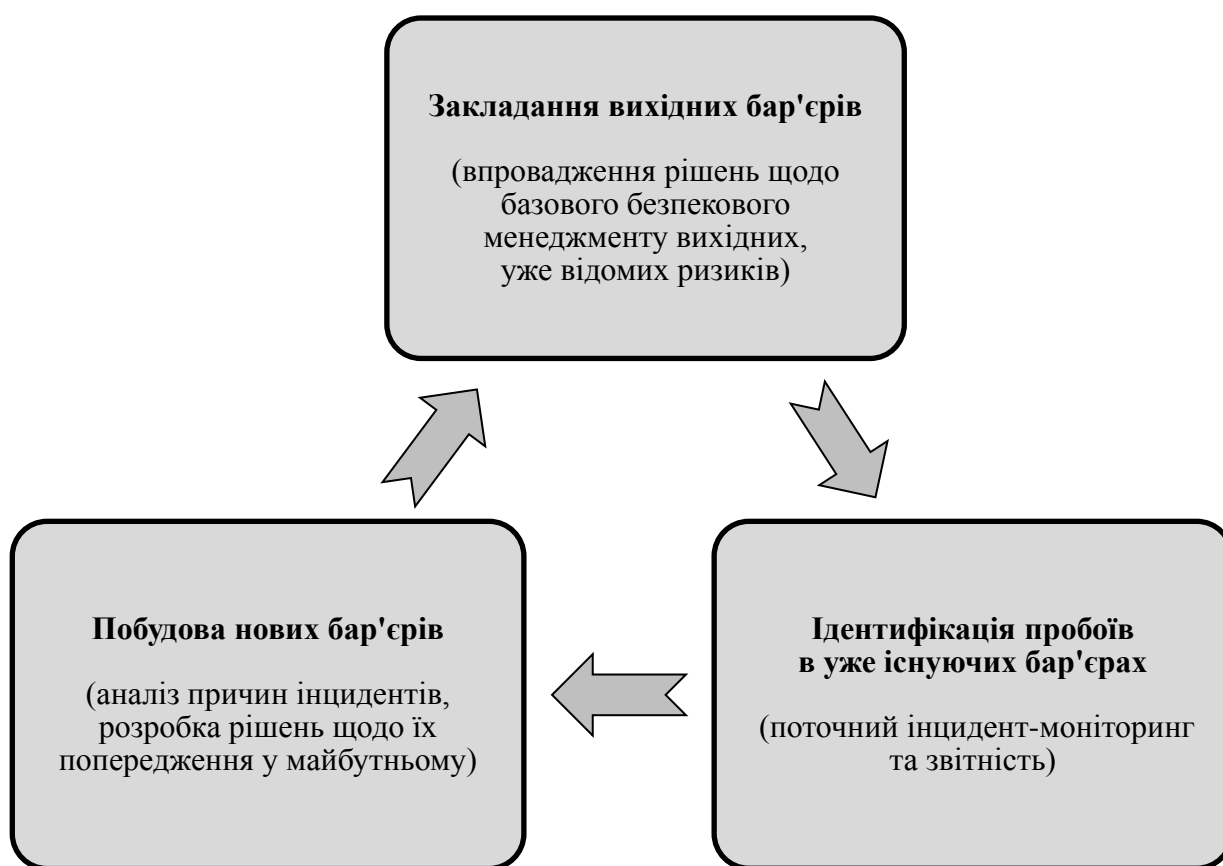 Закладання вихідних бар'єрів
(впровадження рішень щодо
базового безпекового
менеджменту вихідних,
уже відомих ризиків)
Побудова нових бар'єрів
(аналіз причин інцидентів,
розробка рішень щодо їх
попередження у майбутньому)
Ідентифікація пробоїв
в уже існуючих бар'єрах
(поточний інцидент-моніторинг
та звітність)